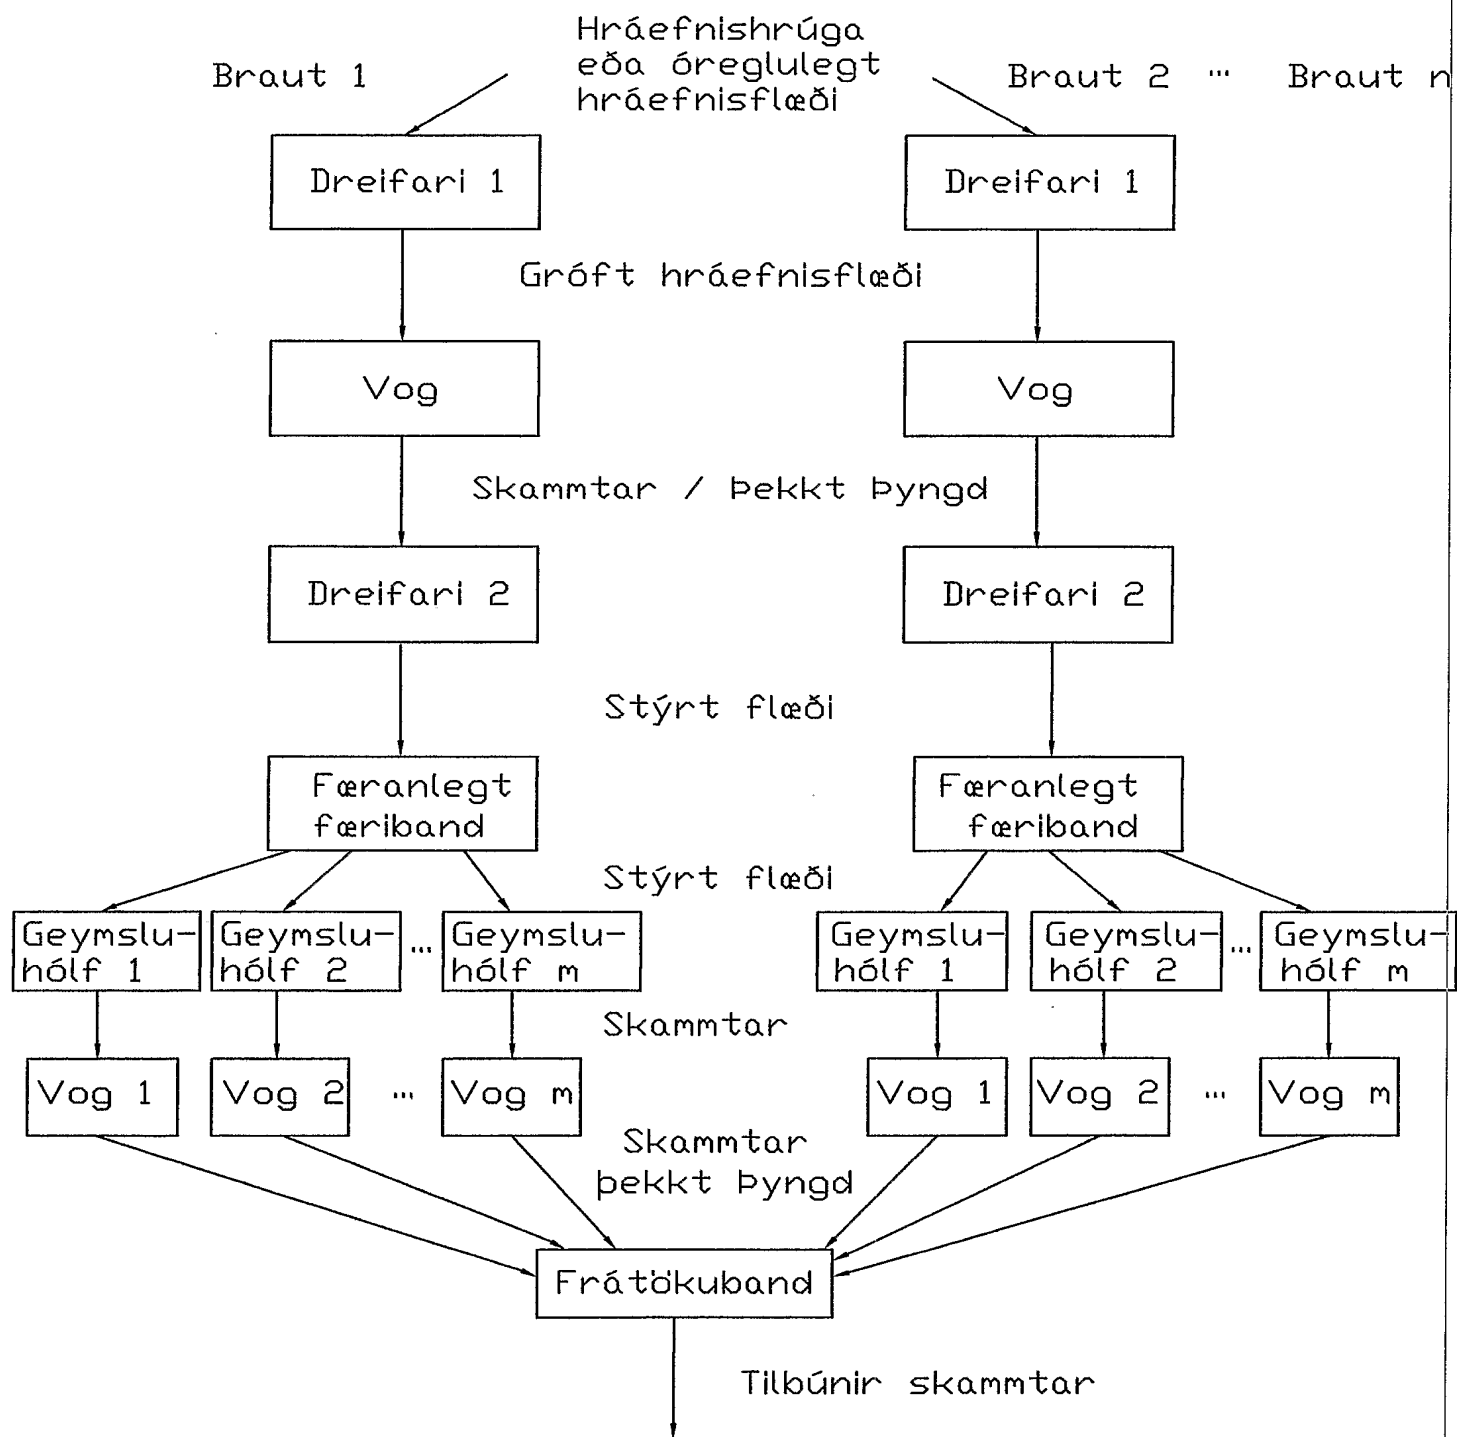 Hráefnishrúga
eða óreglulegt
hráefnisflæði
Braut 1
Braut 2 ... Braut n
Dreifari 1
Dreifari 1
Gróft hráefnisflæði
Vog
Vog
Skammtar / Þekkt Þyngd
Dreifari 2
Dreifari 2
Stýrt flæði
Færanlegt
færiband
Færanlegt
færiband
Stýrt flæði
Geymslu-
hólf 1
Geymslu-
hólf 2
...
Geymslu-
hólf m
Geymslu-
hólf 1
Geymslu-
hólf 2
...
Geymslu-
hólf m
Skammtar
Vog 1
Vog 2
...
Vog m
Vog 1
Vog 2
...
Vog m
Skammtar
þekkt Þyngd
Frátökuband
Tilbúnir skammtar